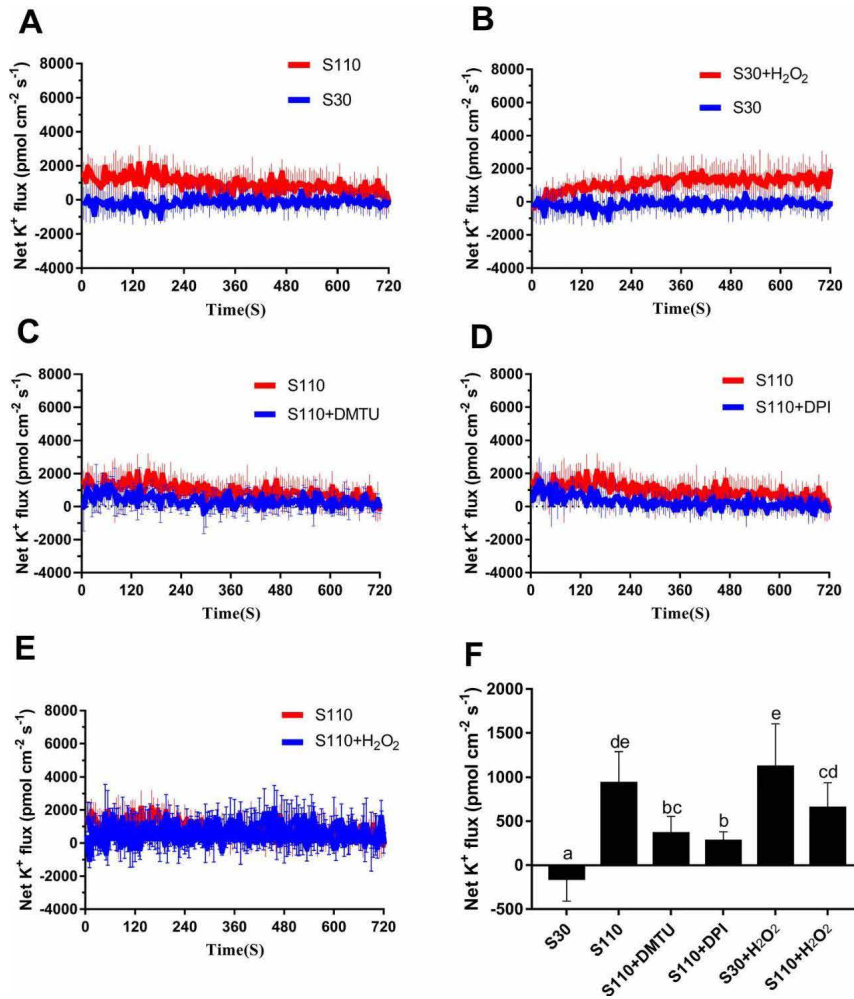 A
S110
S30
Net K⁺ flux (pmol cm⁻² s⁻¹)
8000
6000
4000
2000
0
-2000
-4000
0 120 240 360 480 600 720
Time(S)
B
S30+H₂O₂
S30
Net K⁺ flux (pmol cm⁻² s⁻¹)
8000
6000
4000
2000
0
-2000
-4000
0 120 240 360 480 600 720
Time(S)
C
S110
S110+DMTU
Net K⁺ flux (pmol cm⁻² s⁻¹)
8000
6000
4000
2000
0
-2000
-4000
0 120 240 360 480 600 720
Time(S)
D
S110
S110+DPI
Net K⁺ flux (pmol cm⁻² s⁻¹)
8000
6000
4000
2000
0
-2000
-4000
0 120 240 360 480 600 720
Time(S)
E
S110
S110+H₂O₂
Net K⁺ flux (pmol cm⁻² s⁻¹)
8000
6000
4000
2000
0
-2000
-4000
0 120 240 360 480 600 720
Time(S)
F
Net K⁺ flux (pmol cm⁻² s⁻¹)
2000
1500
1000
500
0
-500
a de bc b e cd
S30 S110 S110+DMTU S110+DPI S30+H₂O₂ S110+H₂O₂